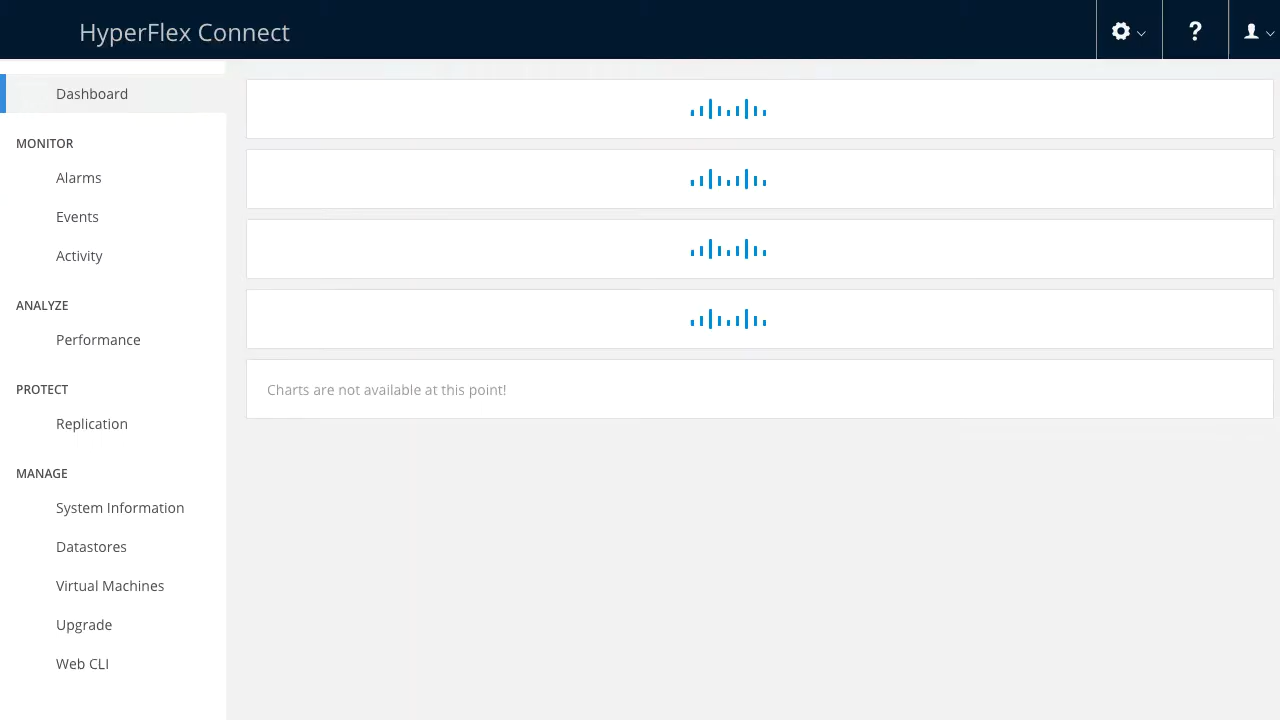 HyperFlex Connect
?
Dashboard
MONITOR
Alarms
Events
Activity
ANALYZE
Performance
PROTECT
Replication
MANAGE
System Information
Datastores
Virtual Machines
Upgrade
Web CLI
Charts are not available at this point!